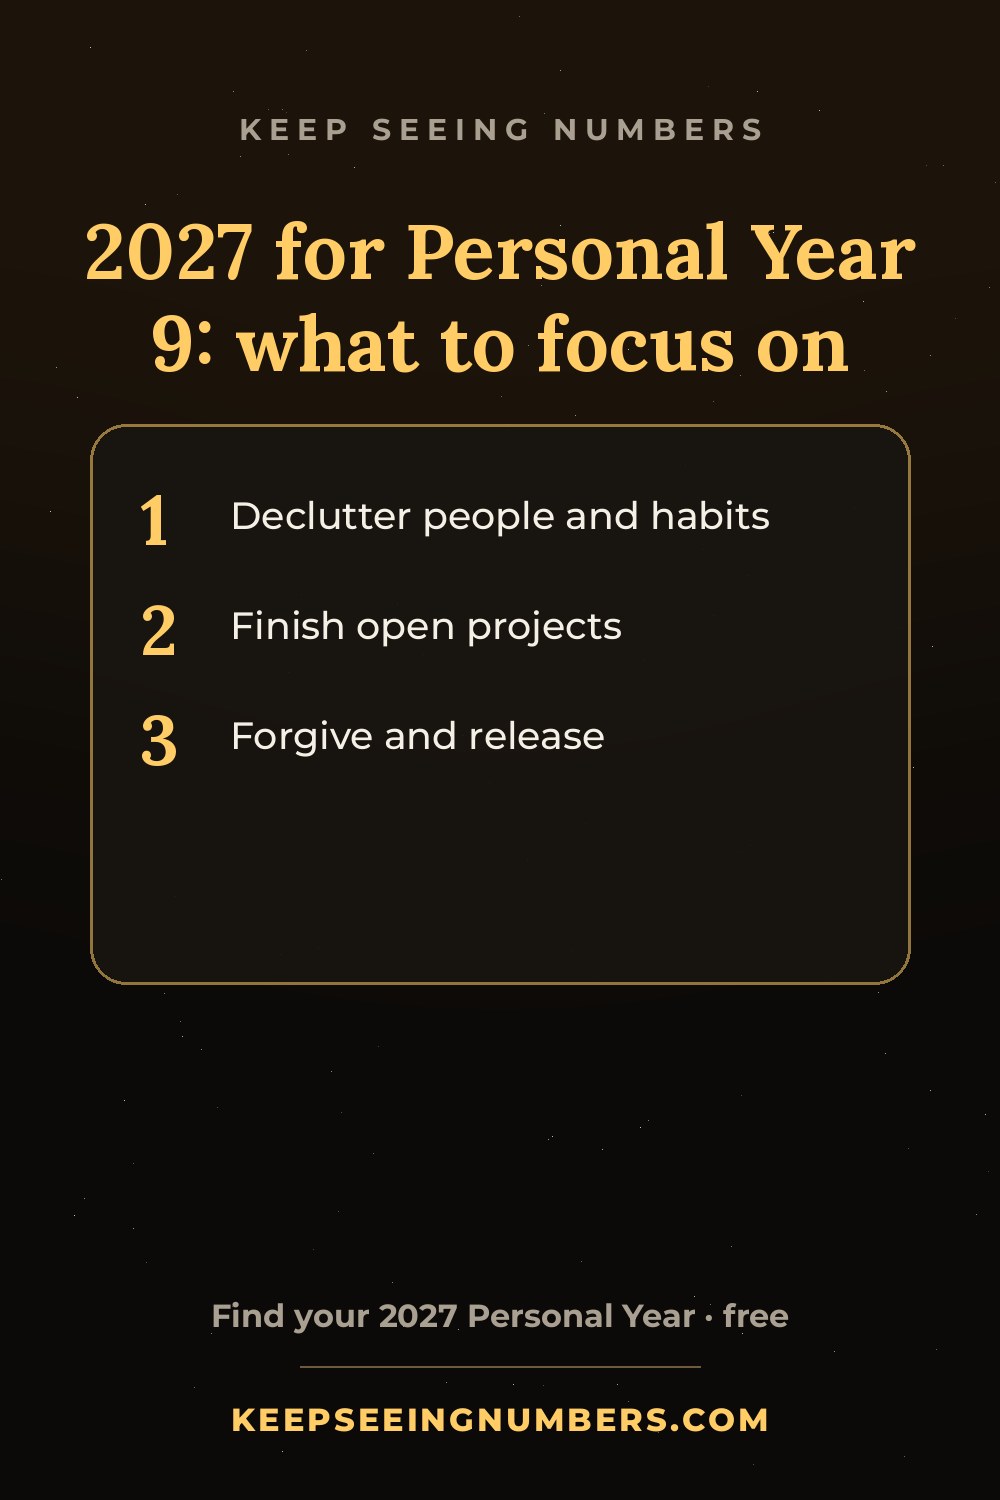 KEEP SEEING NUMBERS
2027 for Personal Year
9: what to focus on
1 Declutter people and habits
2 Finish open projects
3 Forgive and release
Find your 2027 Personal Year · free
KEEPSEEINGNUMBERS.COM